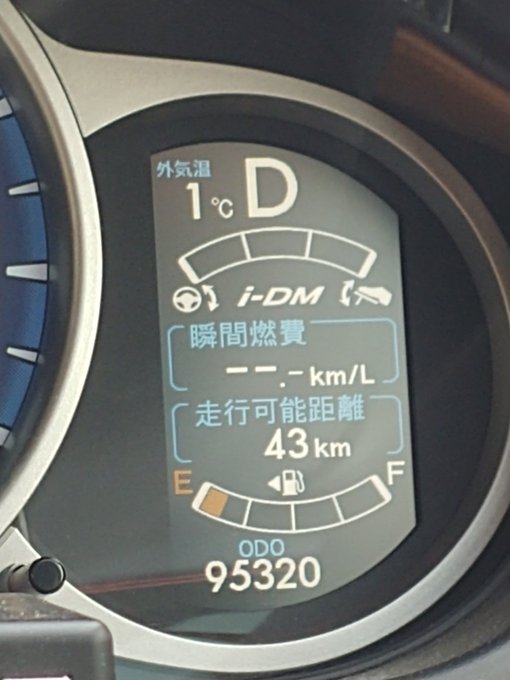 外気温
1℃ D
i-DM
瞬間燃費
--.- km/L
走行可能距離
43 km
E F
ODO
95320